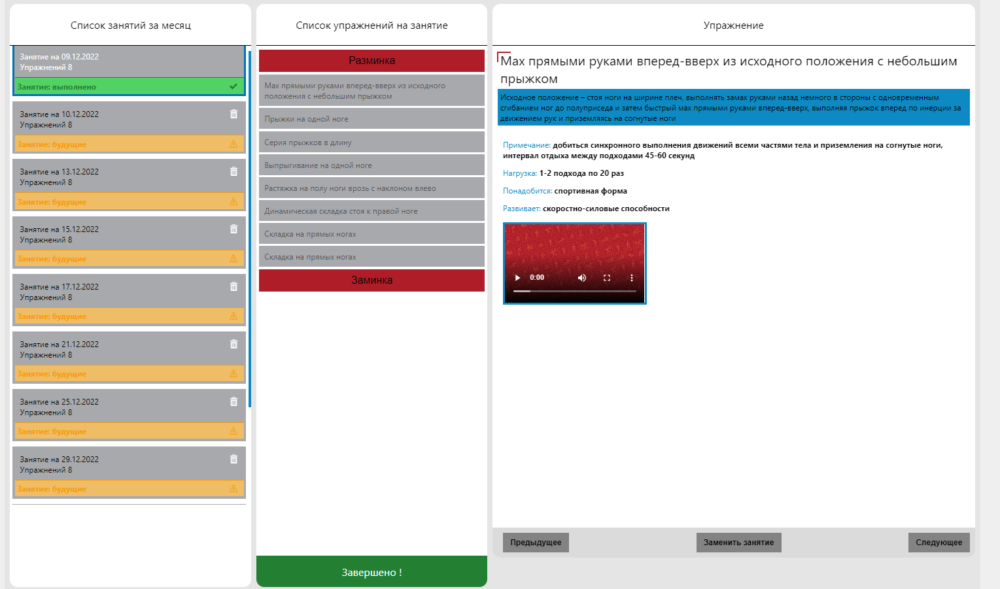 Список занятий за месяц
Занятие на 09.12.2022
Упражнений 8
Занятие: выполнено
Занятие на 10.12.2022
Упражнений 8
Занятие: будущие
Занятие на 13.12.2022
Упражнений 8
Занятие: будущие
Занятие на 15.12.2022
Упражнений 8
Занятие: будущие
Занятие на 17.12.2022
Упражнений 8
Занятие: будущие
Занятие на 21.12.2022
Упражнений 8
Занятие: будущие
Занятие на 25.12.2022
Упражнений 8
Занятие: будущие
Занятие на 29.12.2022
Упражнений 8
Занятие: будущие
Список упражнений на занятие
Разминка
Мах прямыми руками вперед-вверх из исходного
положения с небольшим прыжком
Прыжки на одной ноге
Серия прыжков в длину
Выпрыгивание на одной ноге
Растяжка на полу ноги врозь с наклоном влево
Динамическая складка стоя к правой ноге
Складка на прямых ногах
Складка на прямых ногах
Заминка
Завершено !
Упражнение
Мах прямыми руками вперед-вверх из исходного положения с небольшим
прыжком
Исходное положение – стоя ноги на ширине плеч, выполнять замах руками назад немного в стороны с одновременным
сгибанием ног до полуприседа и затем быстрый мах прямыми руками вперед-вверх, выполняя прыжок вперед по инерции за
движением рук и приземляясь на согнутые ноги
Примечание: добиться синхронного выполнения движений всеми частями тела и приземления на согнутые ноги,
интервал отдыха между подходами 45-60 секунд
Нагрузка: 1-2 подхода по 20 раз
Понадобится: спортивная форма
Развивает: скоростно-силовые способности
0:00
Предыдущее
Заменить занятие
Следующее